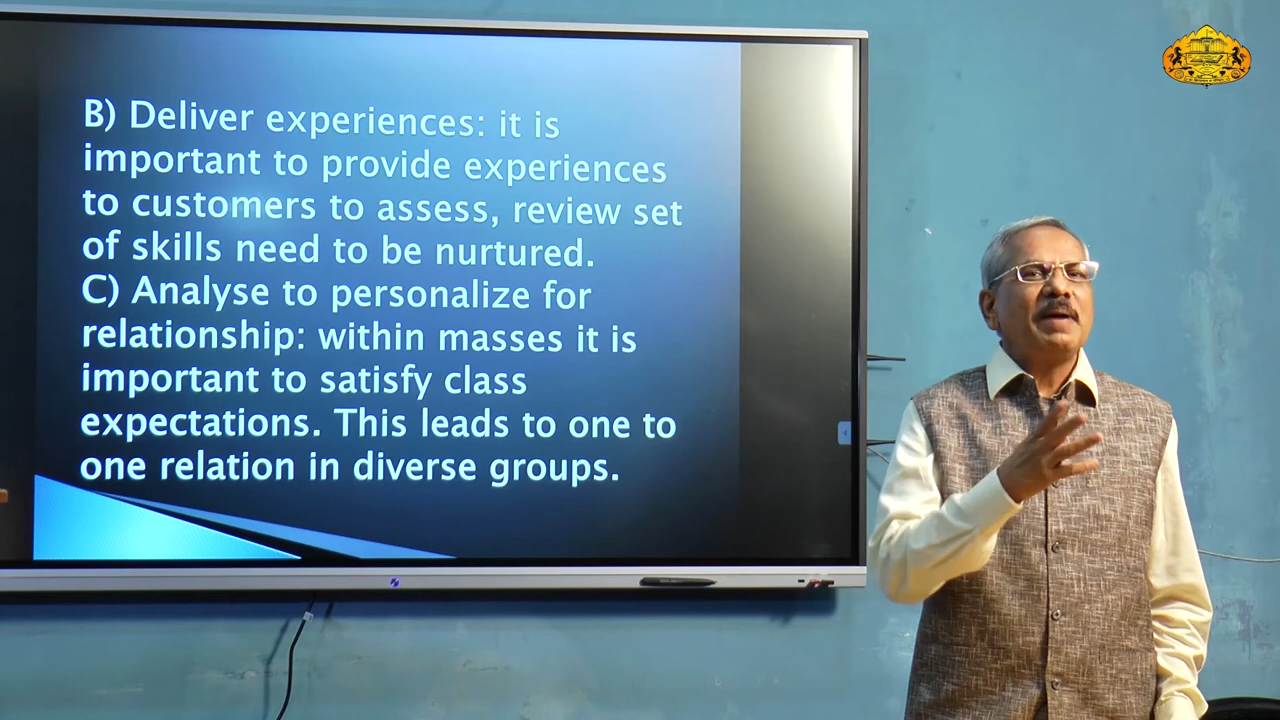 B) Deliver experiences: it is
important to provide experiences
to customers to assess, review set
of skills need to be nurtured.
C) Analyse to personalize for
relationship: within masses it is
important to satisfy class
expectations. This leads to one to
one relation in diverse groups.